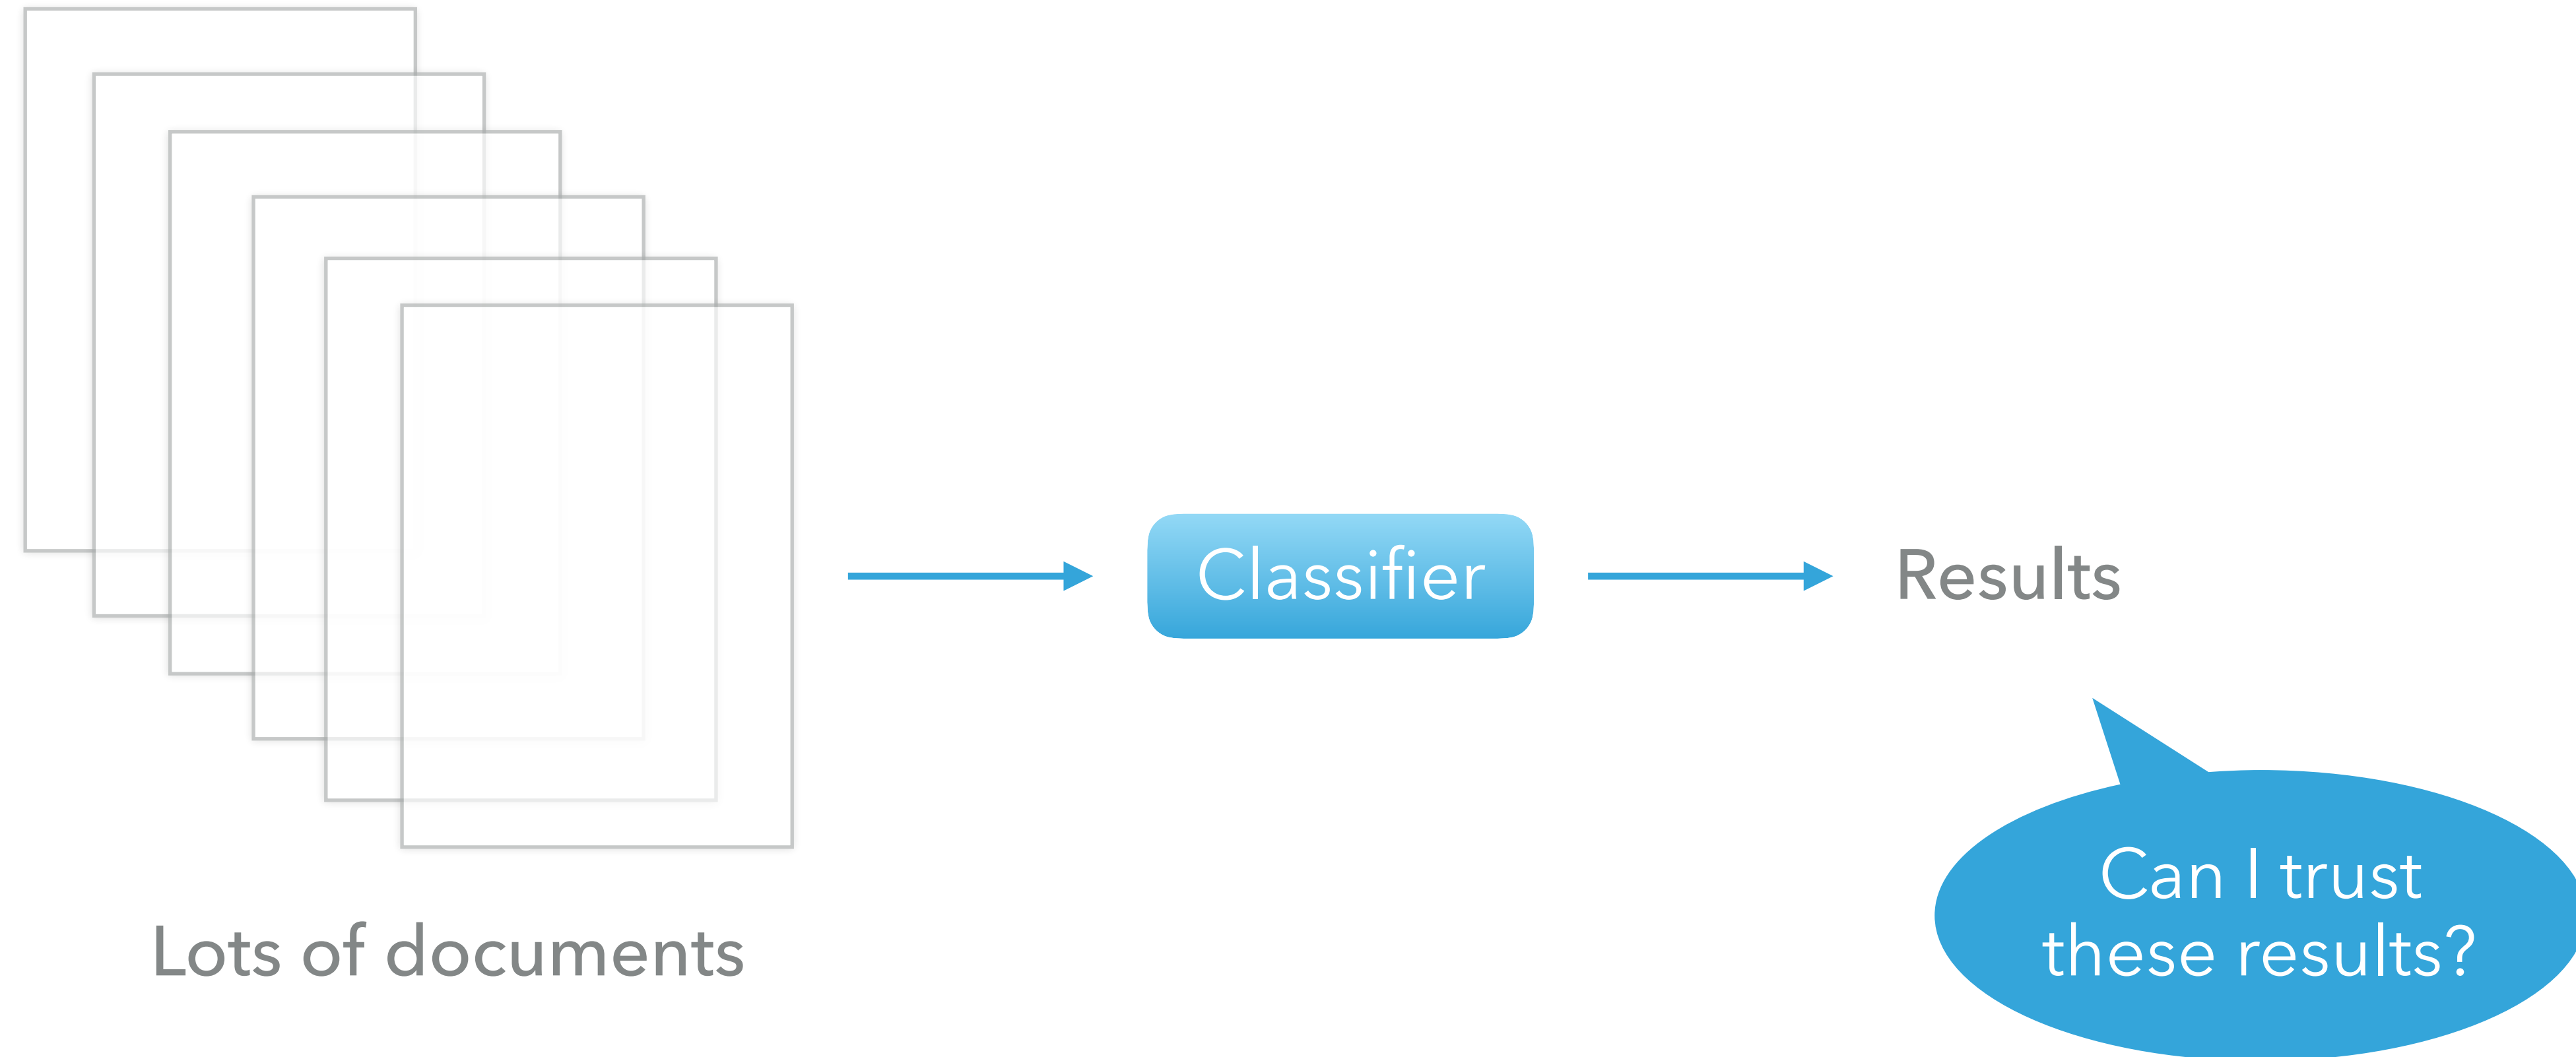 Lots of documents
Classifier
Results
Can I trust
these results?